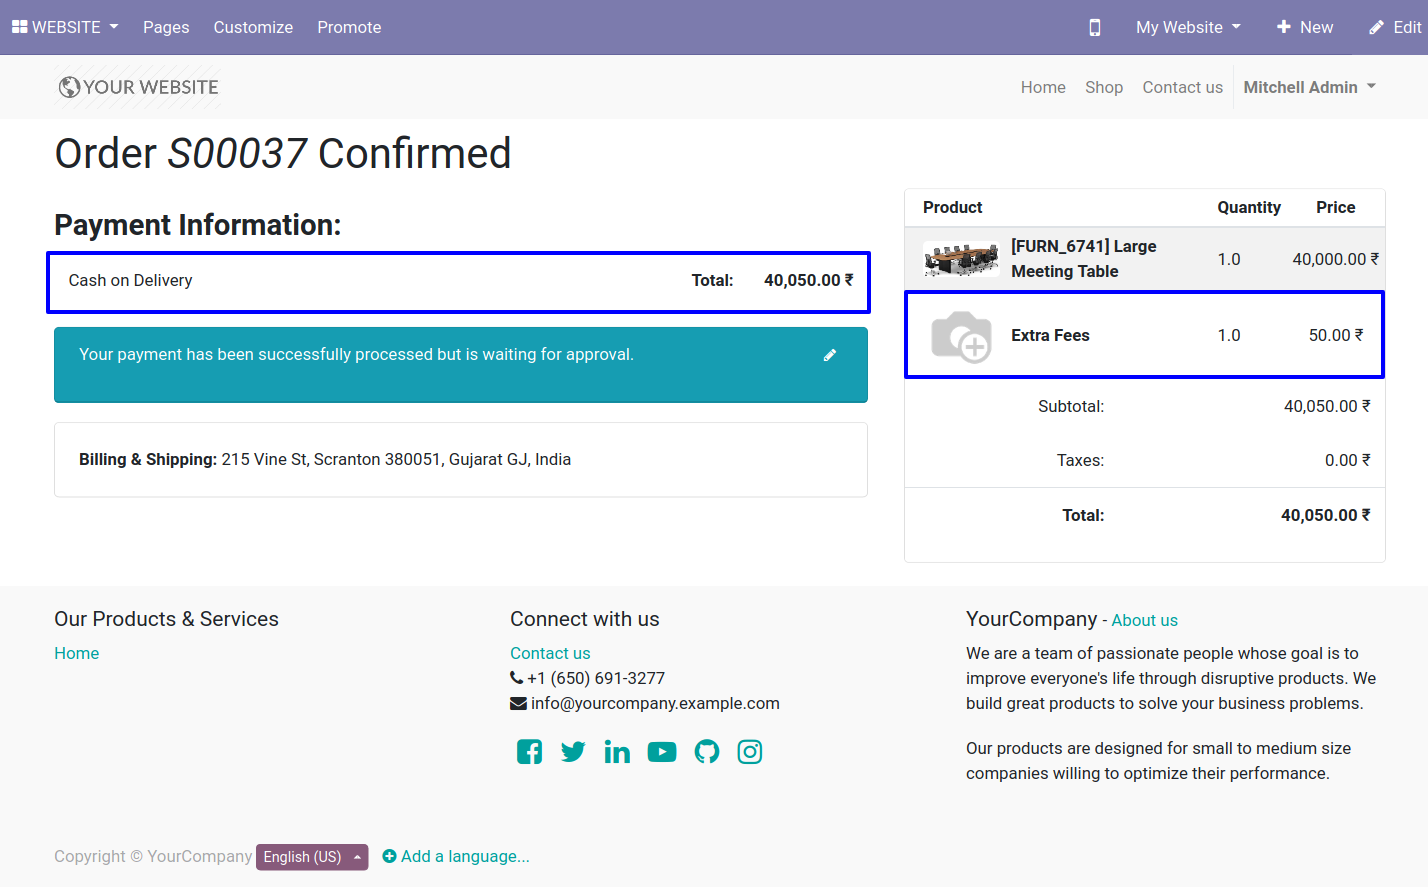 WEBSITE Pages Customize Promote My Website New Edit
YOUR WEBSITE Home Shop Contact us Mitchell Admin
Order S00037 Confirmed
Payment Information:
Cash on Delivery Total: 40,050.00 ₹
Your payment has been successfully processed but is waiting for approval.
Billing & Shipping: 215 Vine St, Scranton 380051, Gujarat GJ, India
Product Quantity Price
[FURN_6741] Large
Meeting Table 1.0 40,000.00 ₹
Extra Fees 1.0 50.00 ₹
Subtotal: 40,050.00 ₹
Taxes: 0.00 ₹
Total: 40,050.00 ₹
Our Products & Services
Home
Connect with us
Contact us
+1 (650) 691-3277
info@yourcompany.example.com
YourCompany - About us
We are a team of passionate people whose goal is to
improve everyone's life through disruptive products. We
build great products to solve your business problems.
Our products are designed for small to medium size
companies willing to optimize their performance.
Copyright © YourCompany English (US) Add a language...